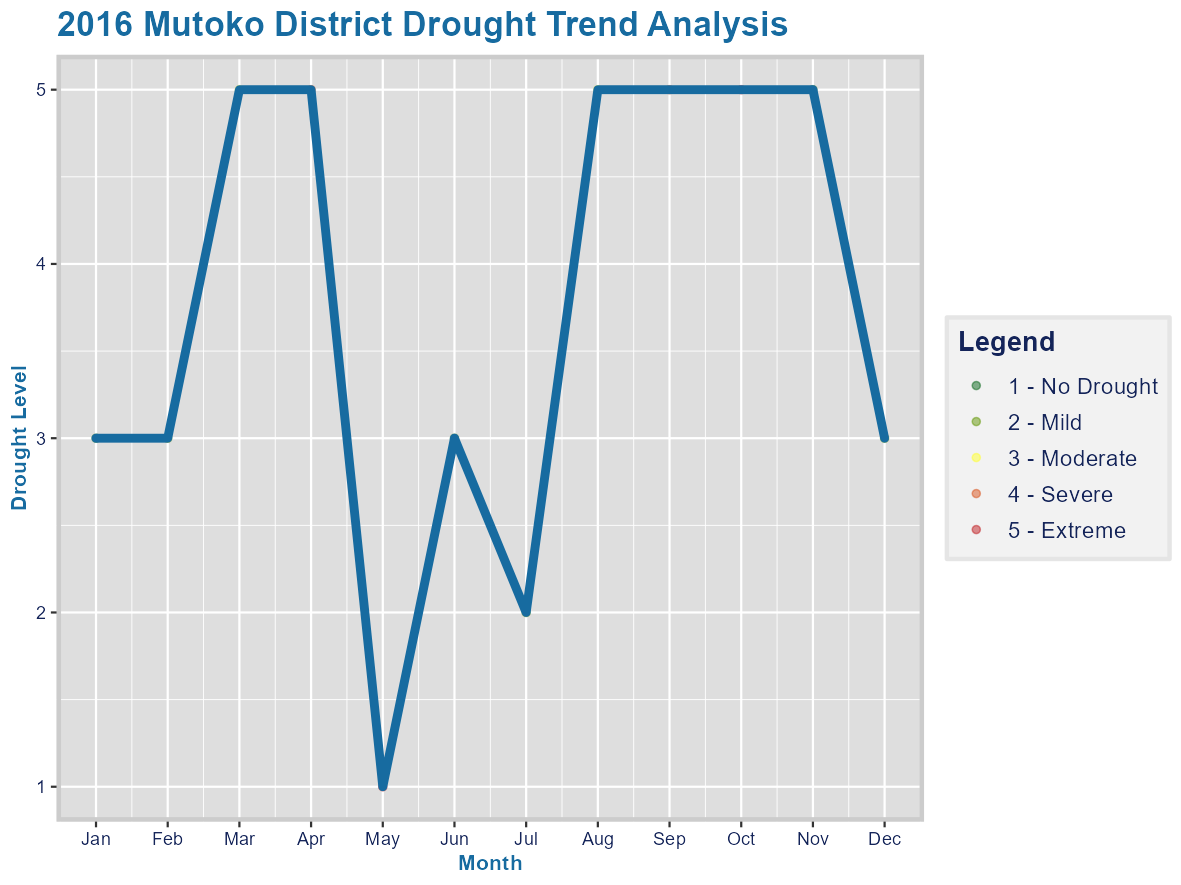 2016 Mutoko District Drought Trend Analysis
Drought Level
5
4
3
2
1
Jan Feb Mar Apr May Jun Jul Aug Sep Oct Nov Dec
Month
Legend
1 - No Drought
2 - Mild
3 - Moderate
4 - Severe
5 - Extreme